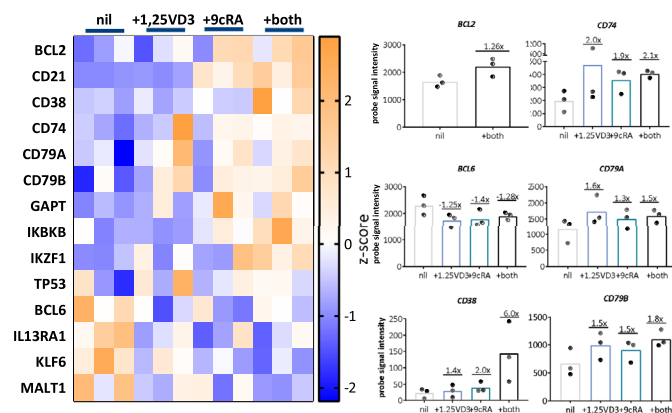 nil +1,25VD3 +9cRA +both
BCL2
CD21
CD38
CD74
CD79A
CD79B
GAPT
IKBKB
IKZF1
TP53
BCL6
IL13RA1
KLF6
MALT1
2
1
0
-1
-2
z-score
BCL2
probe signal intensity
3000
2000
1000
0
1.26x
nil +both
CD74
2.0x
1.9x
2.1x
0
nil +1.25VD3 +9cRA +both
BCL6
probe signal intensity
3000
2000
1000
0
-1.25x
-1.4x
-1.28x
nil +1.25VD3 +9cRA +both
CD79A
2500
2000
1500
1000
500
0
1.6x
1.3x
1.5x
nil +1.25VD3 +9cRA +both
CD38
probe signal intensity
250
200
150
100
50
0
1.4x
2.0x
6.0x
nil +1.25VD3 +9cRA +both
CD79B
1500
1000
500
0
1.5x
1.5x
1.8x
nil +1.25VD3 +9cRA +both